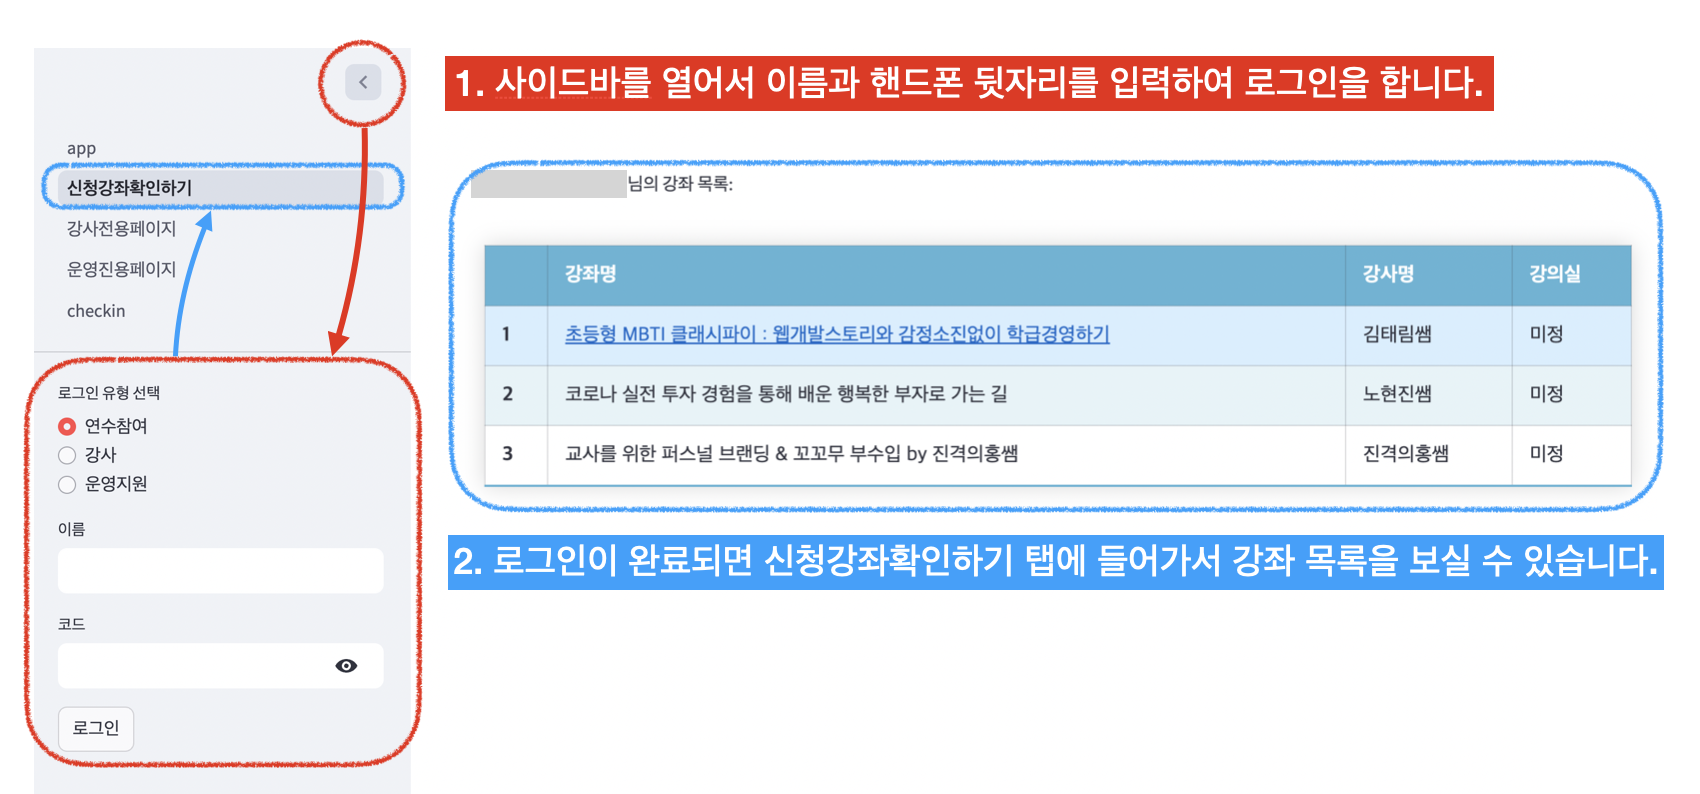 1. 사이드바를 열어서 이름과 핸드폰 뒷자리를 입력하여 로그인을 합니다.
app
신청강좌확인하기
강사전용페이지
운영진용페이지
checkin
로그인 유형 선택
연수참여
강사
운영지원
이름
코드
로그인
님의 강좌 목록:
강좌명 강사명 강의실
1 초등형 MBTI 클래시파이 : 웹개발스토리와 감정소진없이 학급경영하기 김태림쌤 미정
2 코로나 실전 투자 경험을 통해 배운 행복한 부자로 가는 길 노현진쌤 미정
3 교사를 위한 퍼스널 브랜딩 & 꼬꼬무 부수입 by 진격의홍쌤 진격의홍쌤 미정
2. 로그인이 완료되면 신청강좌확인하기 탭에 들어가서 강좌 목록을 보실 수 있습니다.